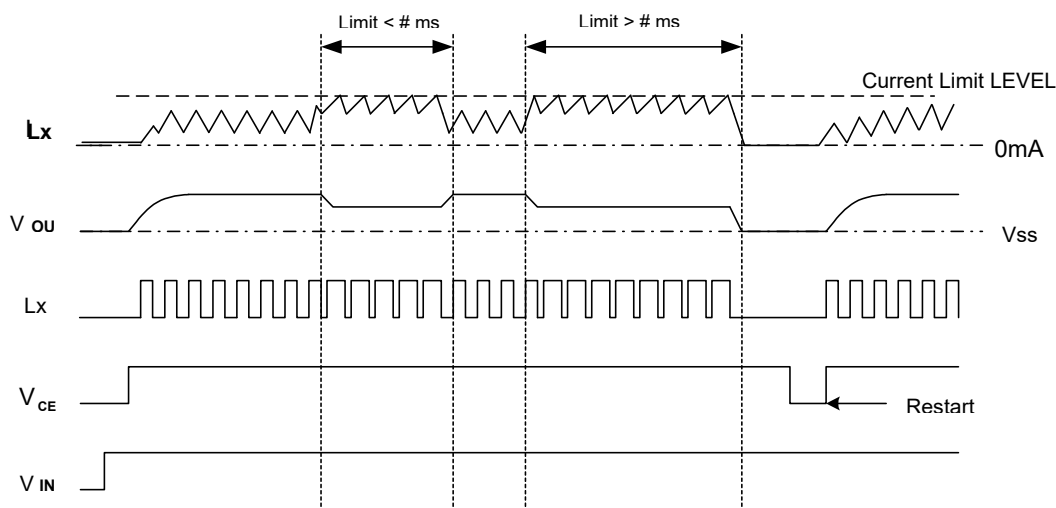 Limit < # ms
Limit > # ms
Current Limit LEVEL
ILx
0mA
V OU
Vss
Lx
V CE
Restart
V IN